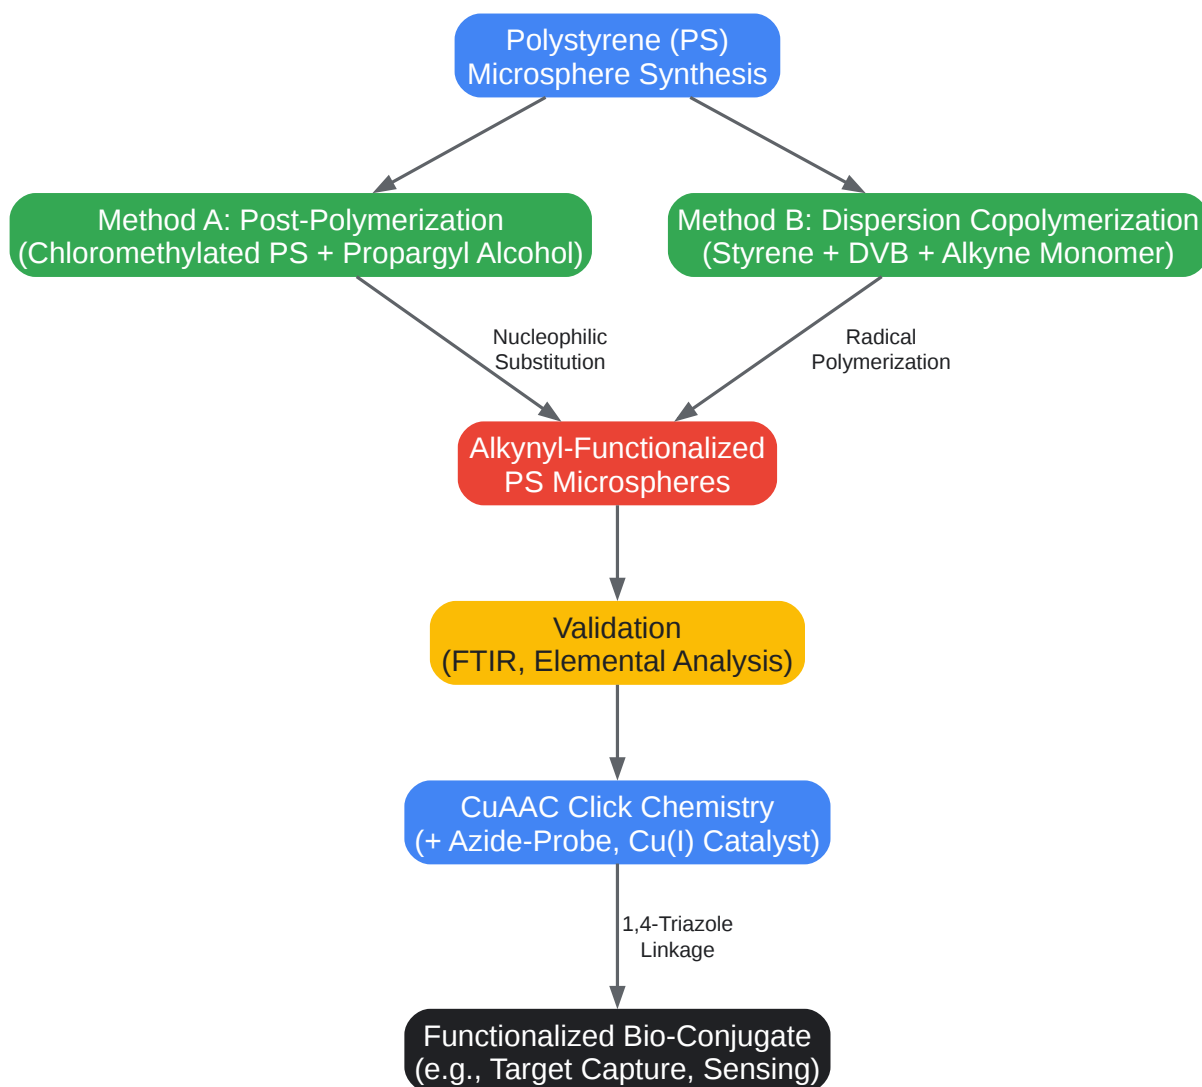 Polystyrene (PS)
Microsphere Synthesis
Method A: Post-Polymerization
(Chloromethylated PS + Propargyl Alcohol)
Method B: Dispersion Copolymerization
(Styrene + DVB + Alkyne Monomer)
Nucleophilic
Substitution
Radical
Polymerization
Alkynyl-Functionalized
PS Microspheres
Validation
(FTIR, Elemental Analysis)
CuAAC Click Chemistry
(+ Azide-Probe, Cu(I) Catalyst)
1,4-Triazole
Linkage
Functionalized Bio-Conjugate
(e.g., Target Capture, Sensing)